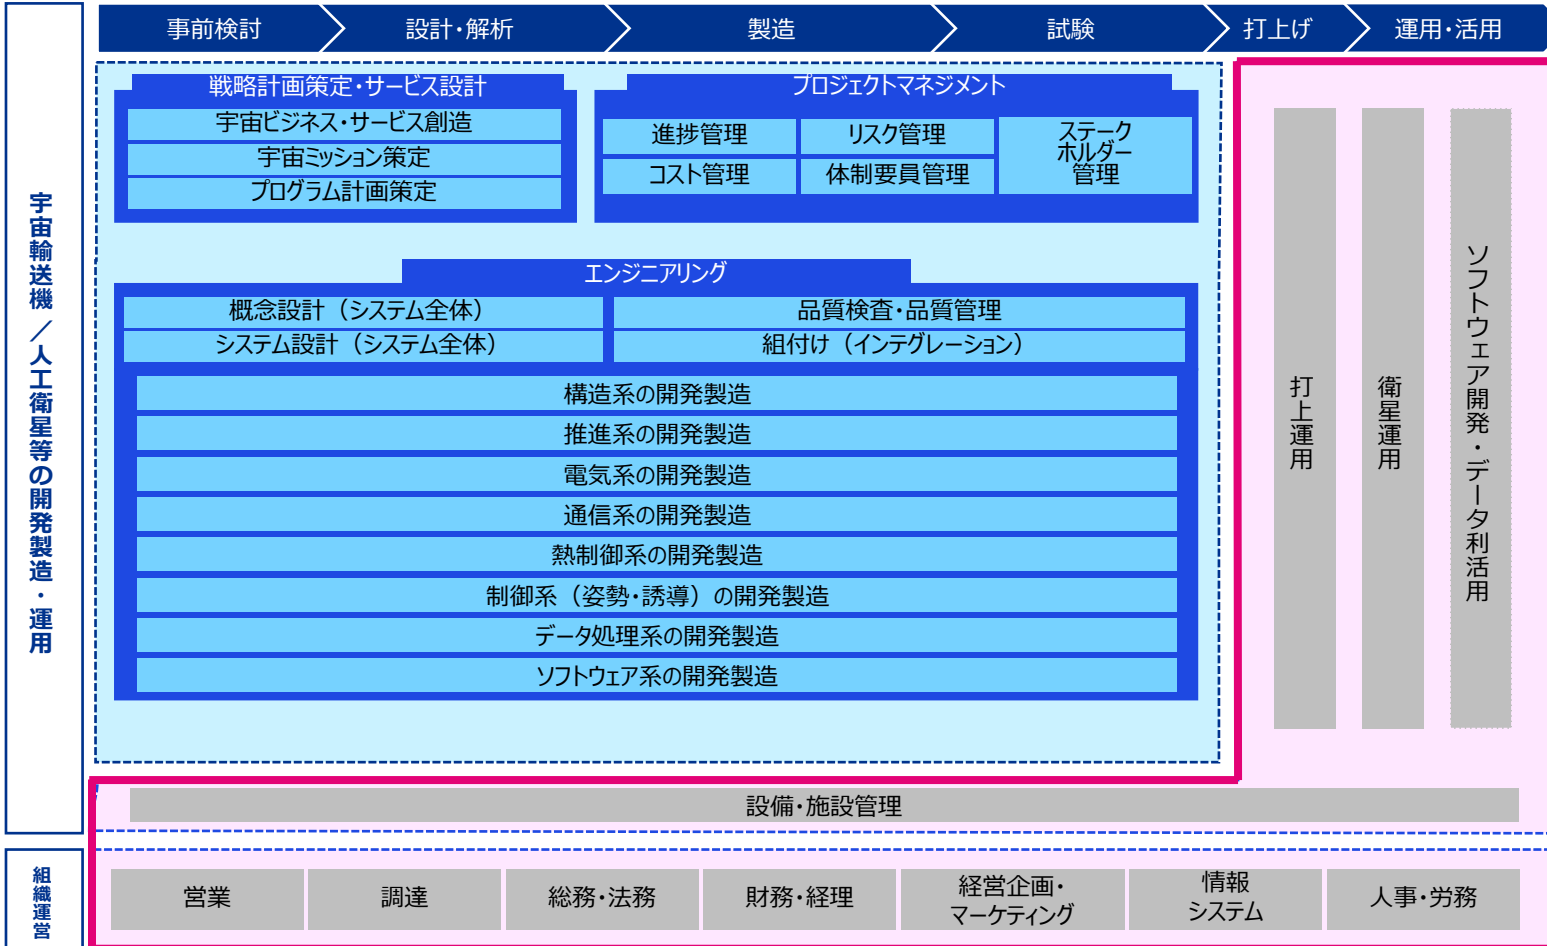 事前検討
設計・解析
製造
試験
打上げ
運用・活用
宇宙輸送機／人工衛星等の開発製造・運用
戦略計画策定・サービス設計
宇宙ビジネス・サービス創造
宇宙ミッション策定
プログラム計画策定
プロジェクトマネジメント
進捗管理
リスク管理
ステーク
ホルダー
管理
コスト管理
体制要員管理
エンジニアリング
概念設計（システム全体）
品質検査・品質管理
システム設計（システム全体）
組付け（インテグレーション）
構造系の開発製造
推進系の開発製造
電気系の開発製造
通信系の開発製造
熱制御系の開発製造
制御系（姿勢・誘導）の開発製造
データ処理系の開発製造
ソフトウェア系の開発製造
打上運用
衛星運用
ソフトウェア開発・データ利活用
設備・施設管理
組織運営
営業
調達
総務・法務
財務・経理
経営企画・
マーケティング
情報
システム
人事・労務